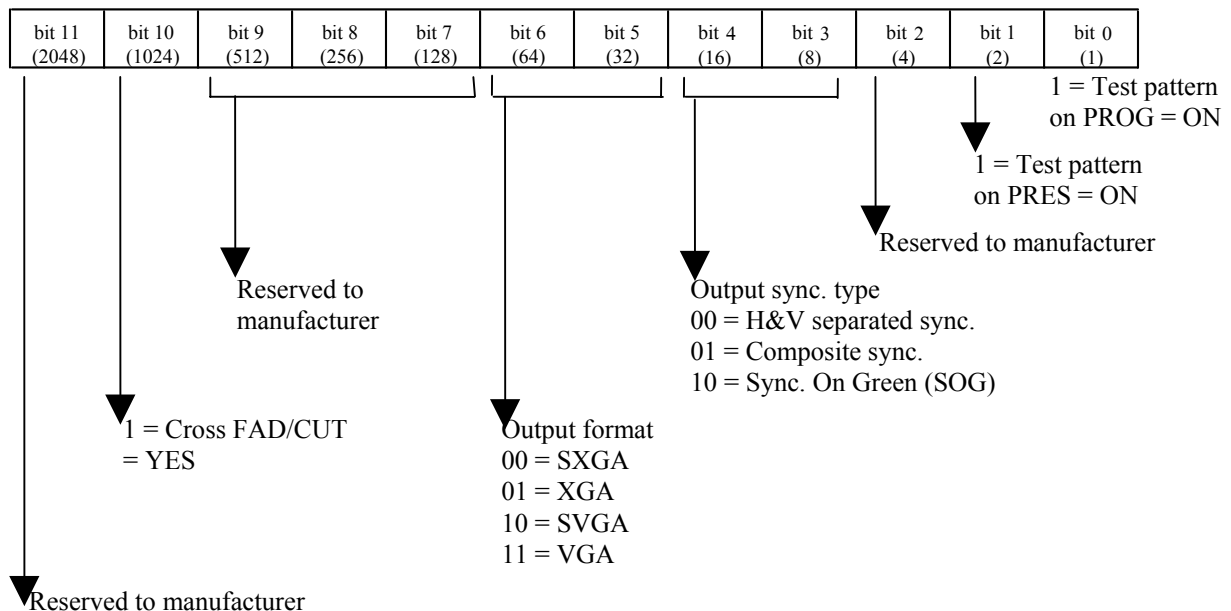 bit 11 bit 10 bit 9 bit 8 bit 7 bit 6 bit 5 bit 4 bit 3 bit 2 bit 1 bit 0
(2048) (1024) (512) (256) (128) (64) (32) (16) (8) (4) (2) (1)
1 = Test pattern
on PROG = ON
1 = Test pattern
on PRES = ON
Reserved to manufacturer
Reserved to
manufacturer
Output sync. type
00 = H&V separated sync.
01 = Composite sync.
10 = Sync. On Green (SOG)
1 = Cross FAD/CUT
= YES
Output format
00 = SXGA
01 = XGA
10 = SVGA
11 = VGA
Reserved to manufacturer